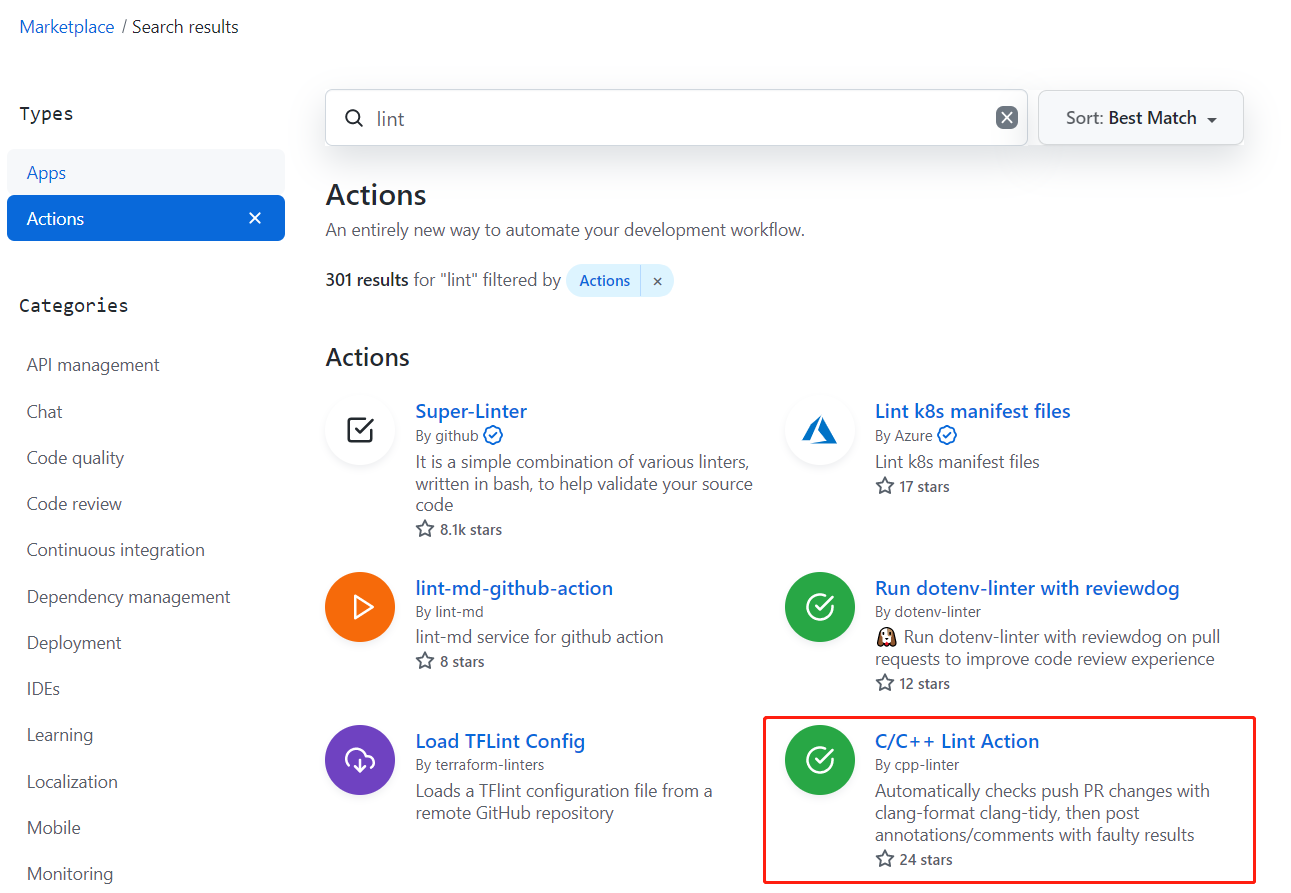 Marketplace / Search results
Types
Apps
Actions
Categories
API management
Chat
Code quality
Code review
Continuous integration
Dependency management
Deployment
IDEs
Learning
Localization
Mobile
Monitoring
lint
Sort: Best Match
Actions
An entirely new way to automate your development workflow.
301 results for "lint" filtered by Actions ×
Actions
Super-Linter
By github
It is a simple combination of various linters,
written in bash, to help validate your source
code
8.1k stars
Lint k8s manifest files
By Azure
Lint k8s manifest files
17 stars
lint-md-github-action
By lint-md
lint-md service for github action
8 stars
Run dotenv-linter with reviewdog
By dotenv-linter
🐶 Run dotenv-linter with reviewdog on pull
requests to improve code review experience
12 stars
Load TFLint Config
By terraform-linters
Loads a TFlint configuration file from a
remote GitHub repository
C/C++ Lint Action
By cpp-linter
Automatically checks push PR changes with
clang-format clang-tidy, then post
annotations/comments with faulty results
24 stars